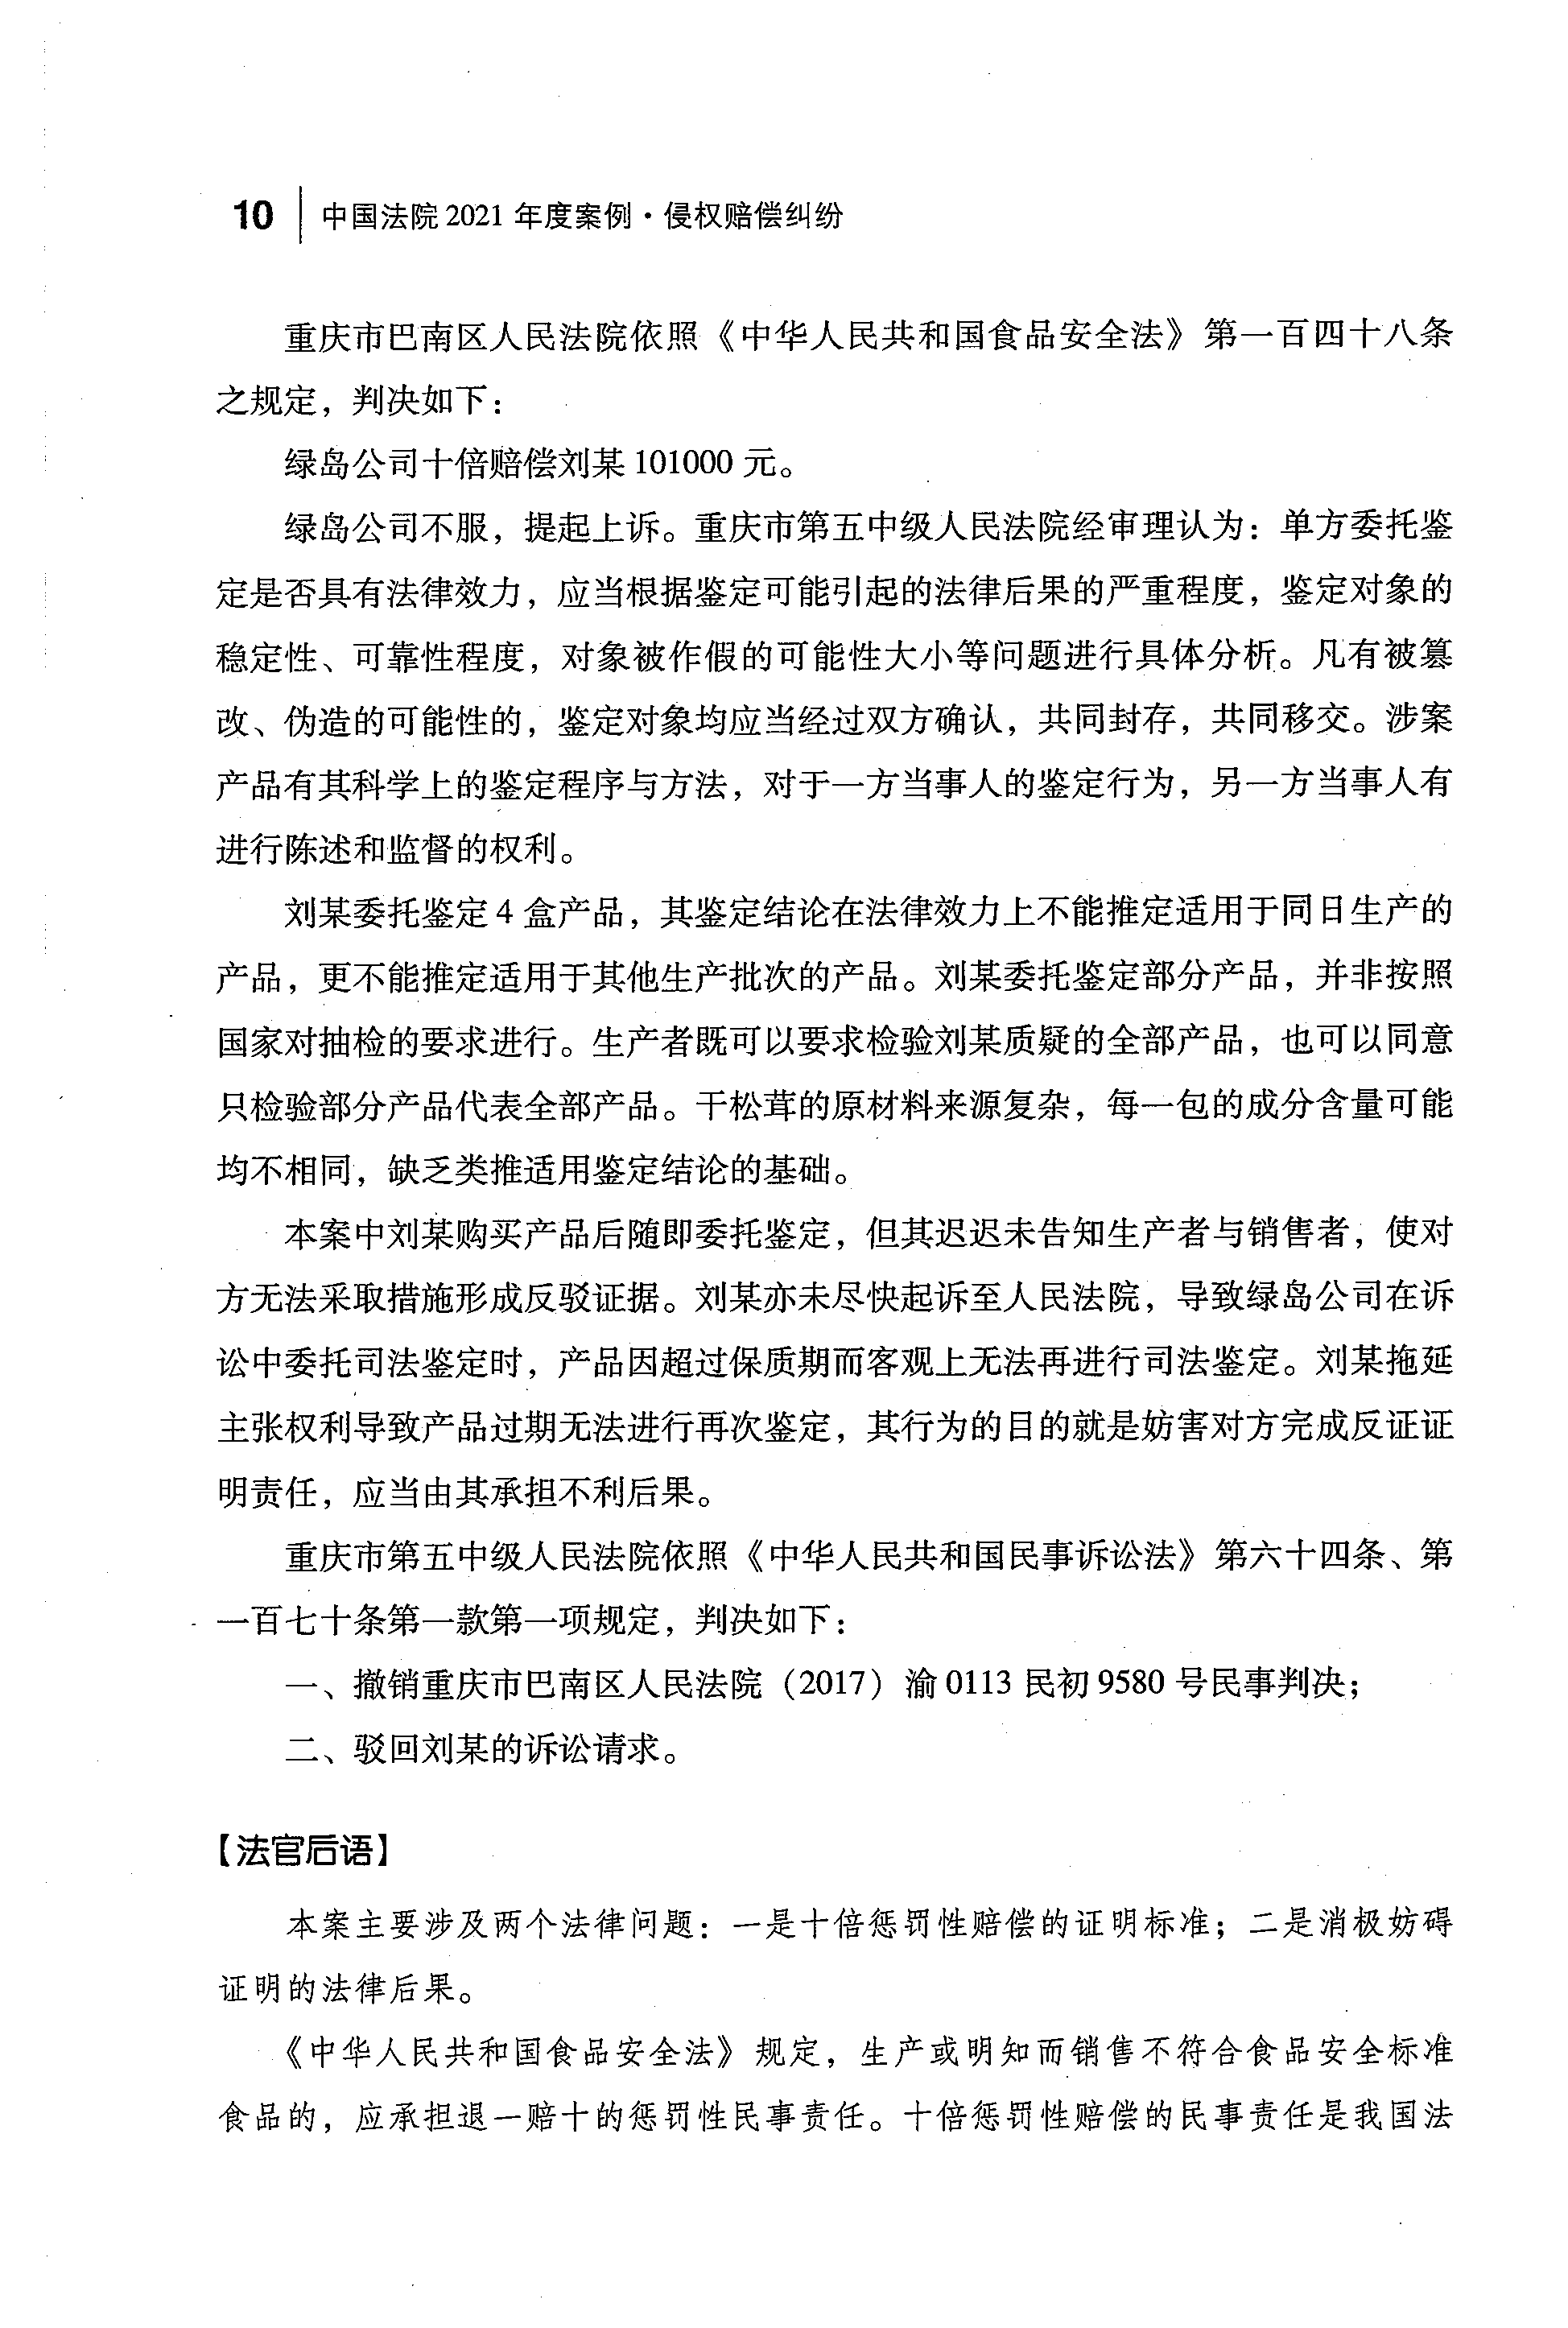 10 中国法院 2021 年度案例·侵权赔偿纠纷
重庆市巴南区人民法院依照《中华人民共和国食品安全法》第一百四十八条
之规定，判决如下：
绿岛公司十倍赔偿刘某 101000 元。
绿岛公司不服，提起上诉。重庆市第五中级人民法院经审理认为：单方委托鉴
定是否具有法律效力，应当根据鉴定可能引起的法律后果的严重程度，鉴定对象的
稳定性、可靠性程度，对象被作假的可能性大小等问题进行具体分析。凡有被篡
改、伪造的可能性的，鉴定对象均应当经过双方确认，共同封存，共同移交。涉案
产品有其科学上的鉴定程序与方法，对于一方当事人的鉴定行为，另一方当事人有
进行陈述和监督的权利。
刘某委托鉴定 4 盒产品，其鉴定结论在法律效力上不能推定适用于同日生产的
产品，更不能推定适用于其他生产批次的产品。刘某委托鉴定部分产品，并非按照
国家对抽检的要求进行。生产者既可以要求检验刘某质疑的全部产品，也可以同意
只检验部分产品代表全部产品。干松茸的原材料来源复杂，每一包的成分含量可能
均不相同，缺乏类推适用鉴定结论的基础。
本案中刘某购买产品后随即委托鉴定，但其迟迟未告知生产者与销售者，使对
方无法采取措施形成反驳证据。刘某亦未尽快起诉至人民法院，导致绿岛公司在诉
讼中委托司法鉴定时，产品因超过保质期而客观上无法再进行司法鉴定。刘某拖延
主张权利导致产品过期无法进行再次鉴定，其行为的目的就是妨害对方完成反证证
明责任，应当由其承担不利后果。
重庆市第五中级人民法院依照《中华人民共和国民事诉讼法》第六十四条、第
一百七十条第一款第一项规定，判决如下：
一、撤销重庆市巴南区人民法院（2017）渝 0113 民初 9580 号民事判决；
二、驳回刘某的诉讼请求。
【法官后语】
本案主要涉及两个法律问题：一是十倍惩罚性赔偿的证明标准；二是消极妨碍
证明的法律后果。
《中华人民共和国食品安全法》规定，生产或明知而销售不符合食品安全标准
食品的，应承担退一赔十的惩罚性民事责任。十倍惩罚性赔偿的民事责任是我国法